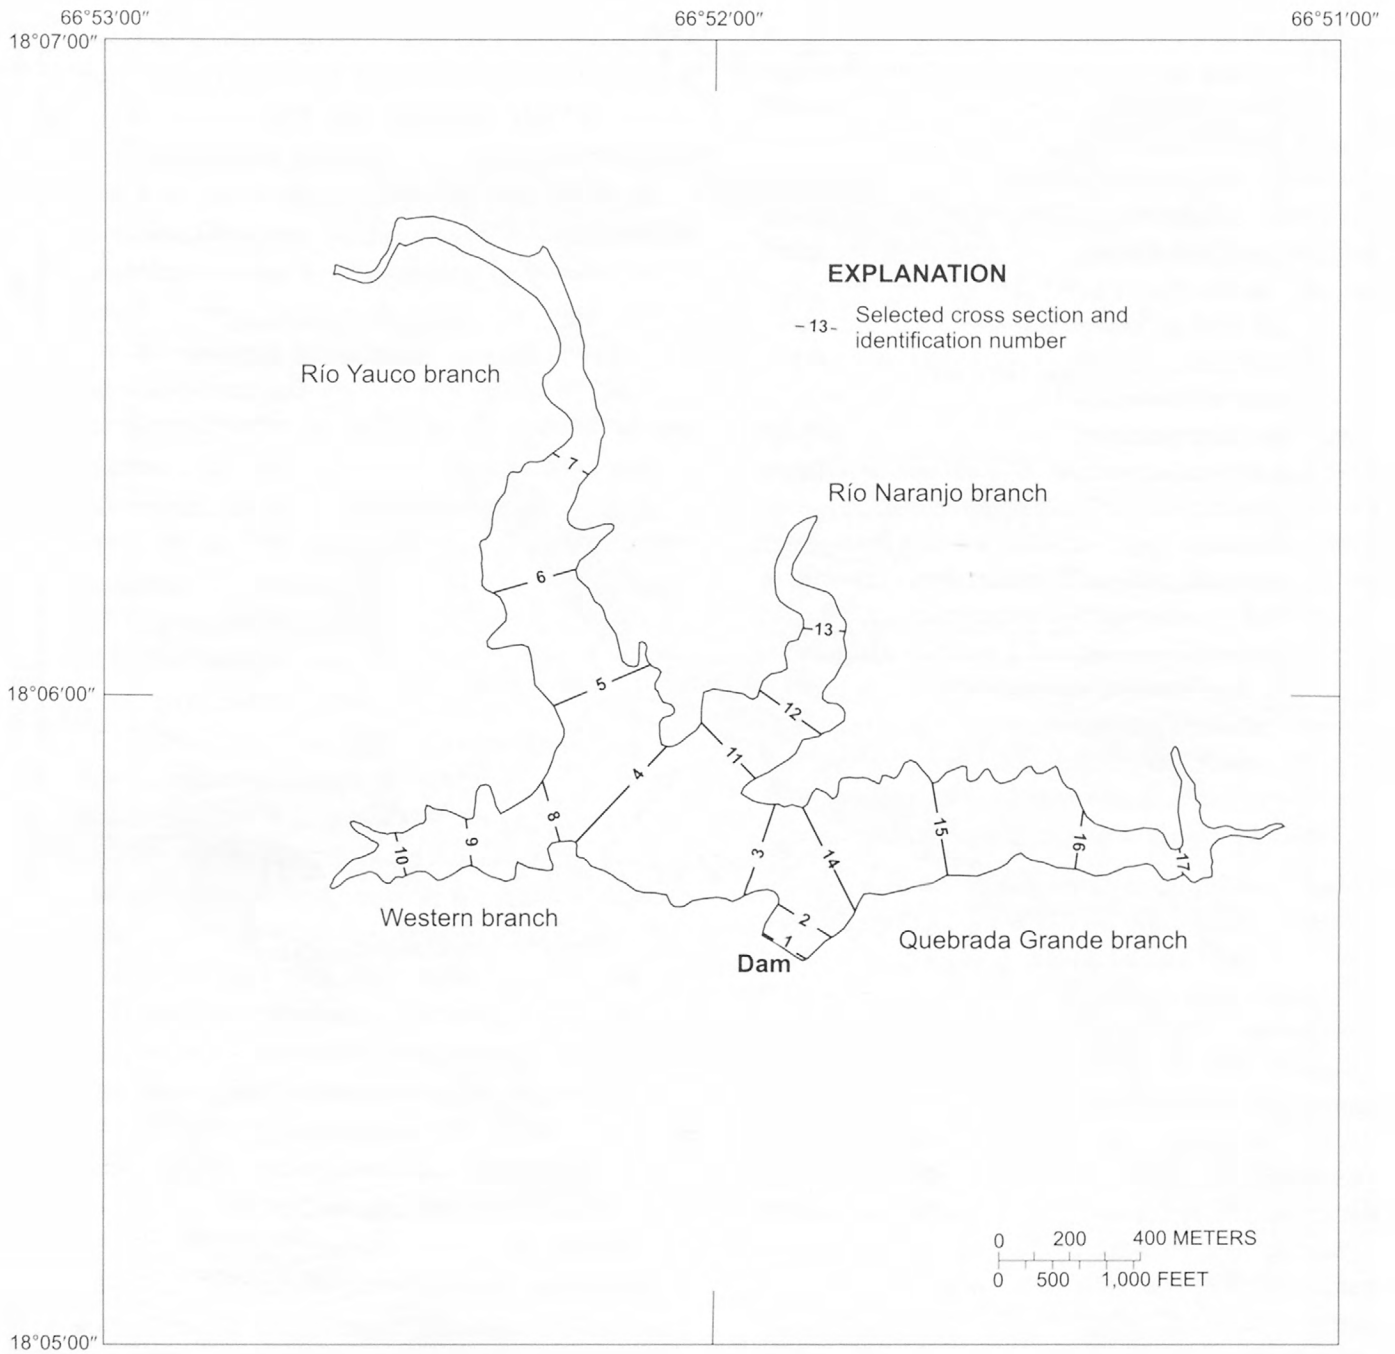 66°53′00″ 66°52′00″ 66°51′00″
18°07′00″
EXPLANATION
–13– Selected cross section and
identification number
Río Yauco branch
7
Río Naranjo branch
6
13
5
18°06′00″
12
11
4
8
15
9
16
10
3
14
17
Western branch
2
1
Quebrada Grande branch
Dam
0 200 400 METERS
0 500 1,000 FEET
18°05′00″